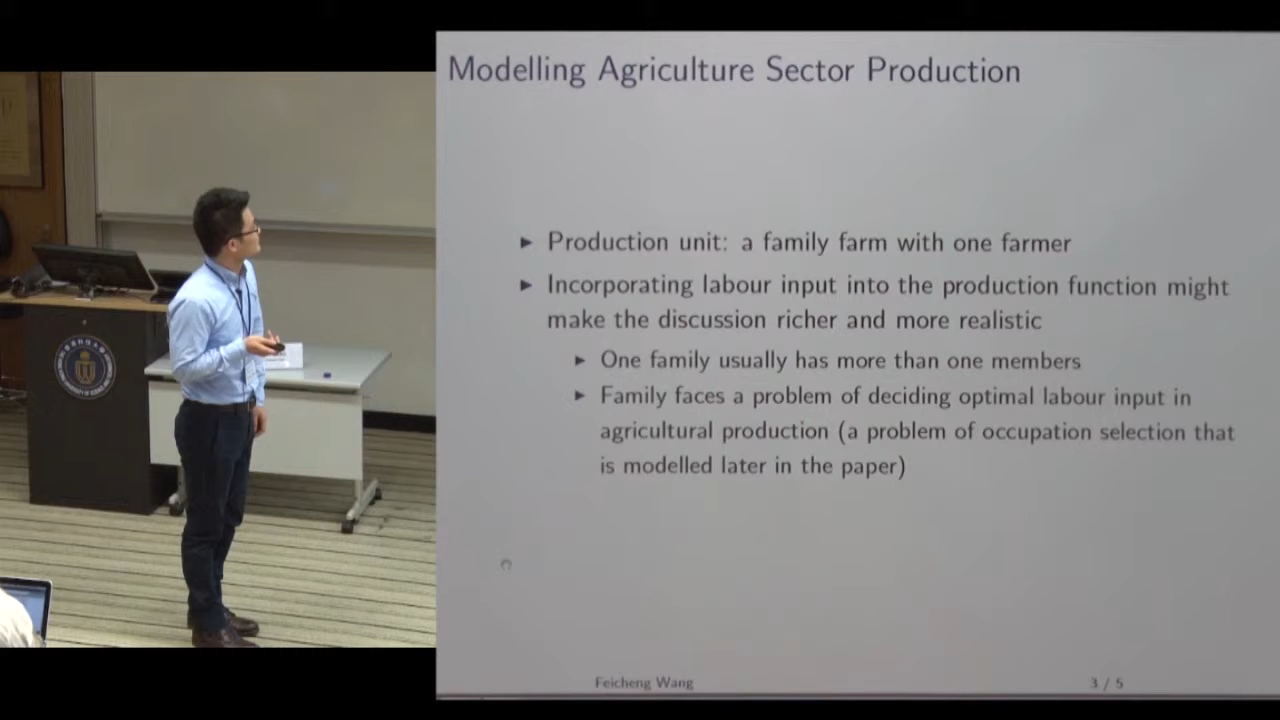 Modelling Agriculture Sector Production
▶ Production unit: a family farm with one farmer
▶ Incorporating labour input into the production function might
make the discussion richer and more realistic
▶ One family usually has more than one members
▶ Family faces a problem of deciding optimal labour input in
agricultural production (a problem of occupation selection that
is modelled later in the paper)
Feicheng Wang
3 / 5